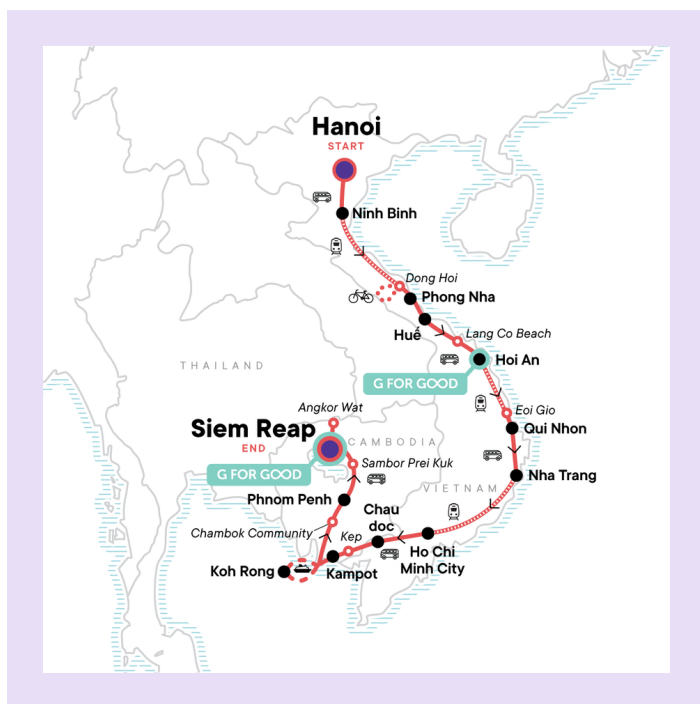 Hanoi
START
Ninh Binh
Dong Hoi
Phong Nha
Huế
Lang Co Beach
Hoi An
G FOR GOOD
THAILAND
Eoi Gio
Qui Nhon
Angkor Wat
Siem Reap
END
CAMBODIA
G FOR GOOD
Sambor Prei Kuk
Nha Trang
VIETNAM
Phnom Penh
Chau
doc
Chambok Community
Kep
Ho Chi
Minh City
Koh Rong
Kampot